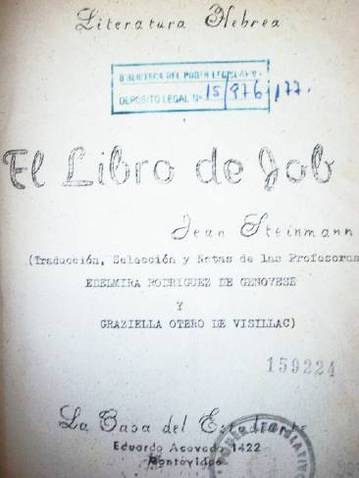 Literatura Hebrea
BIBLIOTECA DEL PODER LEGISLATIVO
DEPOSITO LEGAL Nº 15/976/77.
El Libro de Job
Jean Steinmann
(Traducción, Selección y Notas de las Profesoras
EDELMIRA RODRIGUEZ DE GENOVESE
Y
GRAZIELLA OTERO DE VISILLAC)
159224
La Casa del Estudiante
Eduardo Acevedo 1422
Montevideo